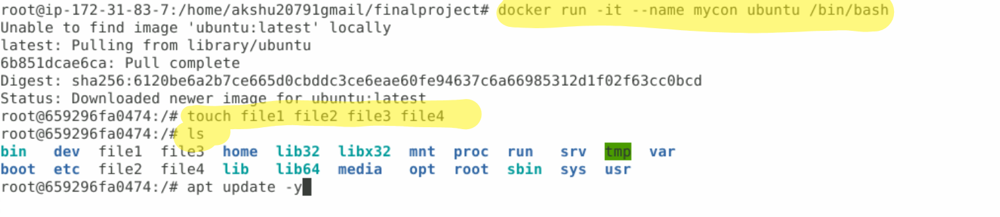 root@ip-172-31-83-7:/home/akshu20791gmail/finalproject# docker run -it --name mycon ubuntu /bin/bash
Unable to find image 'ubuntu:latest' locally
latest: Pulling from library/ubuntu
6b851dcae6ca: Pull complete
Digest: sha256:6120be6a2b7ce665d0cbddc3ce6eae60fe94637c6a66985312d1f02f63cc0bcd
Status: Downloaded newer image for ubuntu:latest
root@659296fa0474:/# touch file1 file2 file3 file4
root@659296fa0474:/# ls
bin dev file1 file3 home lib32 libx32 mnt proc run srv tmp var
boot etc file2 file4 lib lib64 media opt root sbin sys usr
root@659296fa0474:/# apt update -y